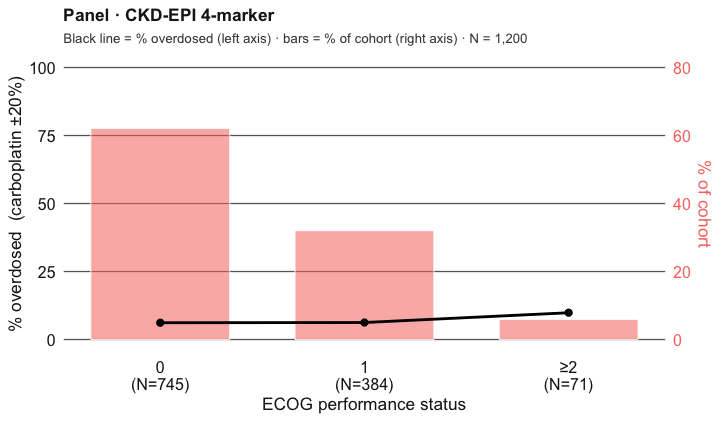 Panel · CKD-EPI 4-marker
Black line = % overdosed (left axis) · bars = % of cohort (right axis) · N = 1,200
% overdosed (carboplatin ±20%)
100
75
50
25
0
80
60
40
20
0
% of cohort
0
(N=745)
1
(N=384)
≥2
(N=71)
ECOG performance status